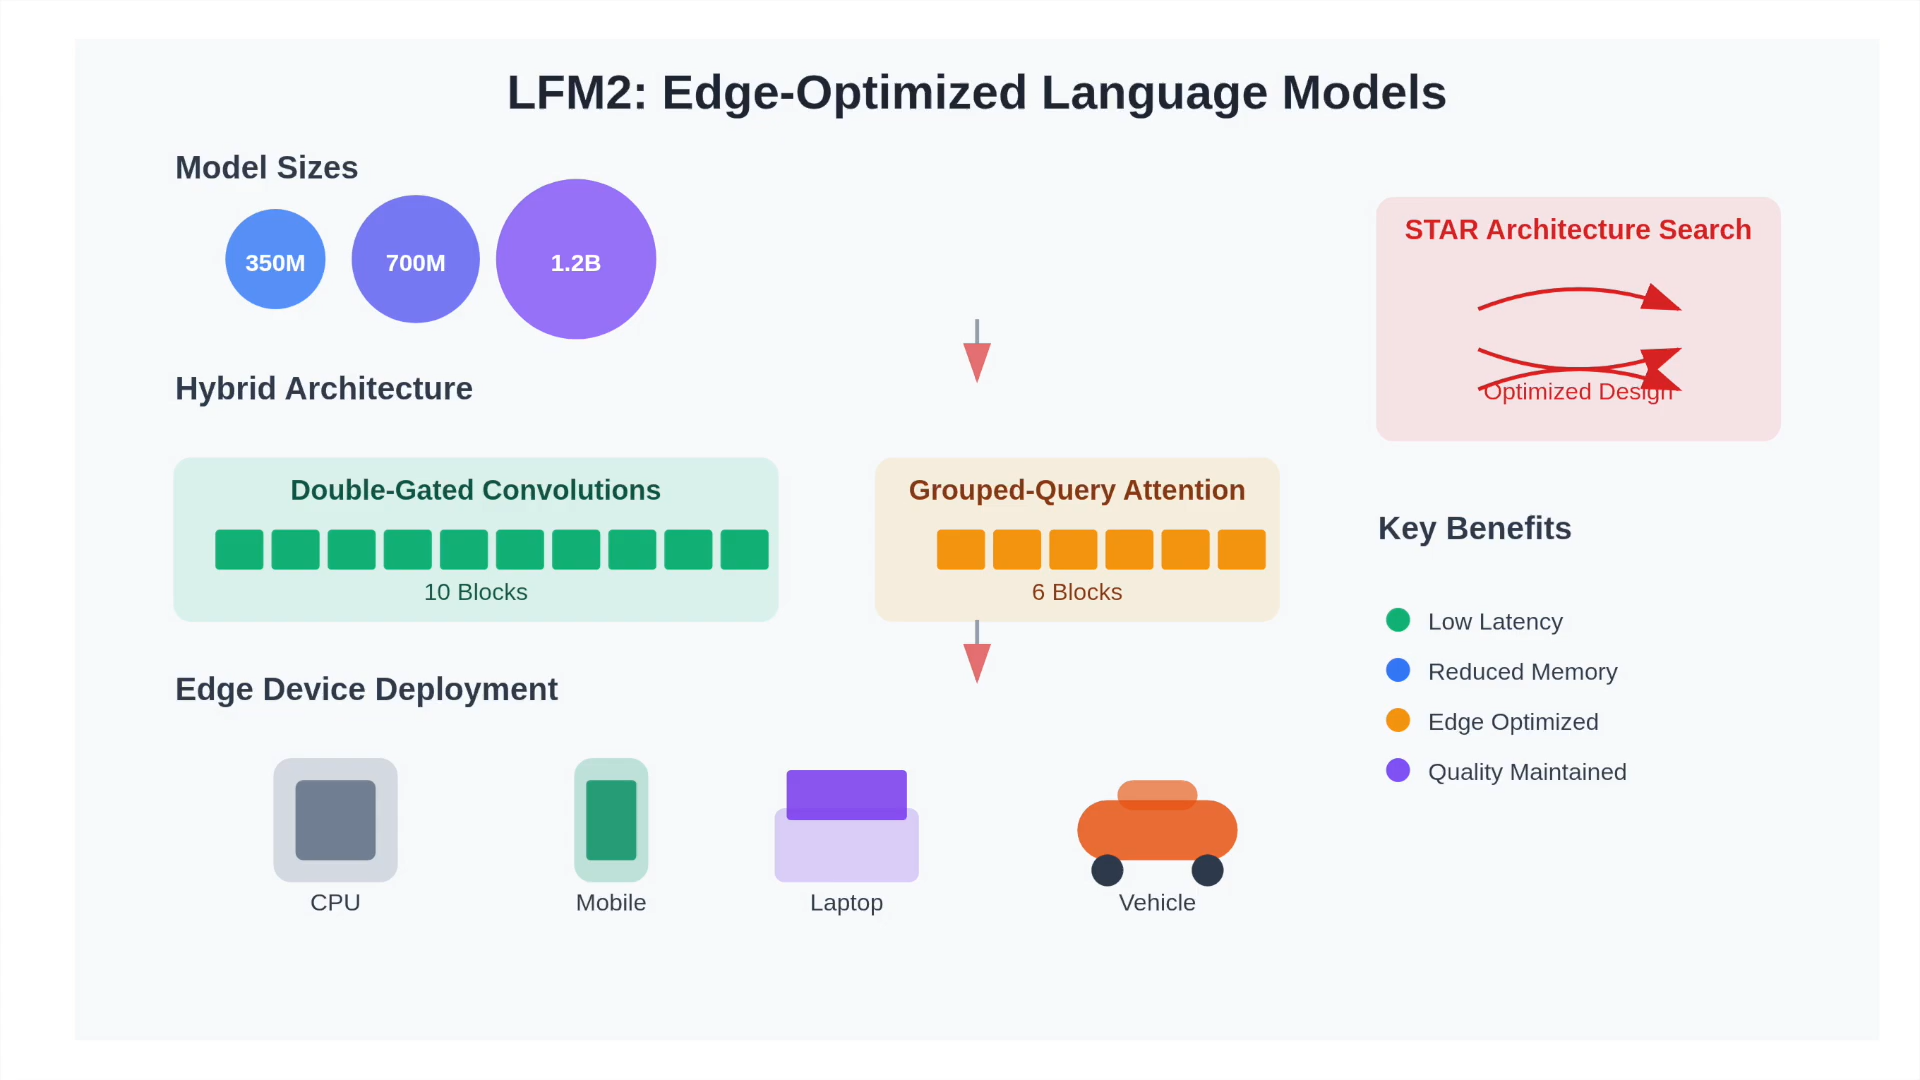 LFM2: Edge-Optimized Language Models
Model Sizes
350M
700M
1.2B
STAR Architecture Search
Optimized Design
Hybrid Architecture
Double-Gated Convolutions
10 Blocks
Grouped-Query Attention
6 Blocks
Key Benefits
Low Latency
Reduced Memory
Edge Optimized
Quality Maintained
Edge Device Deployment
CPU
Mobile
Laptop
Vehicle